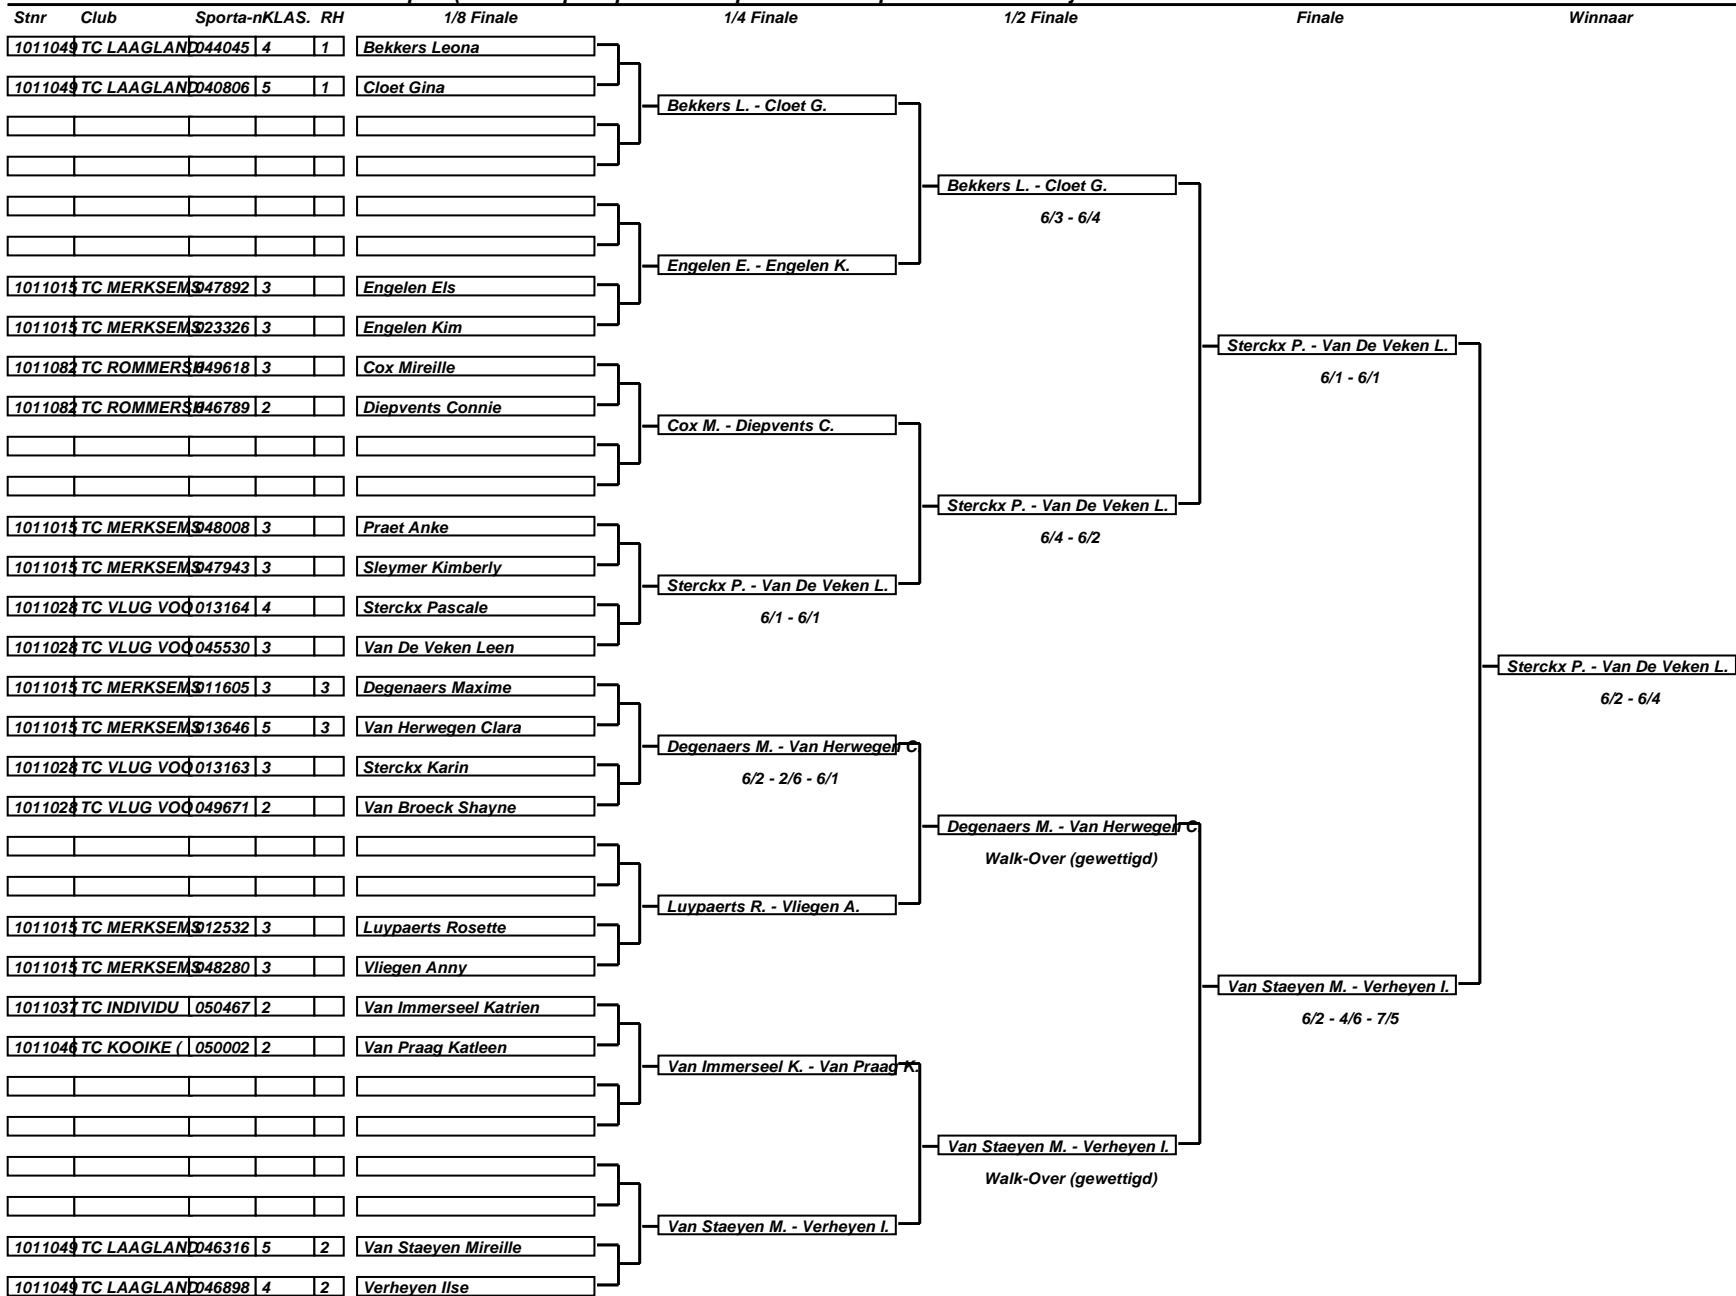 Stnr Club Sporta-nr KLAS. RH 1/8 Finale 1/4 Finale 1/2 Finale Finale Winnaar
1011049 TC LAAGLAND 044045 4 1 Bekkers Leona
1011049 TC LAAGLAND 040806 5 1 Cloet Gina
Bekkers L. - Cloet G.
Bekkers L. - Cloet G.
6/3 - 6/4
Engelen E. - Engelen K.
1011015 TC MERKSEMS 047892 3 Engelen Els
1011015 TC MERKSEMS 023326 3 Engelen Kim
Sterckx P. - Van De Veken L.
6/1 - 6/1
1011082 TC ROMMERSH 049618 3 Cox Mireille
1011082 TC ROMMERSH 046789 2 Diepvents Connie
Cox M. - Diepvents C.
Sterckx P. - Van De Veken L.
6/4 - 6/2
1011015 TC MERKSEMS 048008 3 Praet Anke
1011015 TC MERKSEMS 047943 3 Sleymer Kimberly
Sterckx P. - Van De Veken L.
6/1 - 6/1
1011028 TC VLUG VOO 013164 4 Sterckx Pascale
1011028 TC VLUG VOO 045530 3 Van De Veken Leen
Sterckx P. - Van De Veken L.
6/2 - 6/4
1011015 TC MERKSEMS 011605 3 3 Degenaers Maxime
1011015 TC MERKSEMS 013646 5 3 Van Herwegen Clara
Degenaers M. - Van Herwegen C.
6/2 - 2/6 - 6/1
1011028 TC VLUG VOO 013163 3 Sterckx Karin
1011028 TC VLUG VOO 049671 2 Van Broeck Shayne
Degenaers M. - Van Herwegen C.
Walk-Over (gewettigd)
Luypaerts R. - Vliegen A.
1011015 TC MERKSEMS 012532 3 Luypaerts Rosette
1011015 TC MERKSEMS 048280 3 Vliegen Anny
Van Staeyen M. - Verheyen I.
6/2 - 4/6 - 7/5
1011037 TC INDIVIDU 050467 2 Van Immerseel Katrien
1011046 TC KOOIKE ( 050002 2 Van Praag Katleen
Van Immerseel K. - Van Praag K.
Van Staeyen M. - Verheyen I.
Walk-Over (gewettigd)
Van Staeyen M. - Verheyen I.
1011049 TC LAAGLAND 046316 5 2 Van Staeyen Mireille
1011049 TC LAAGLAND 046898 4 2 Verheyen Ilse